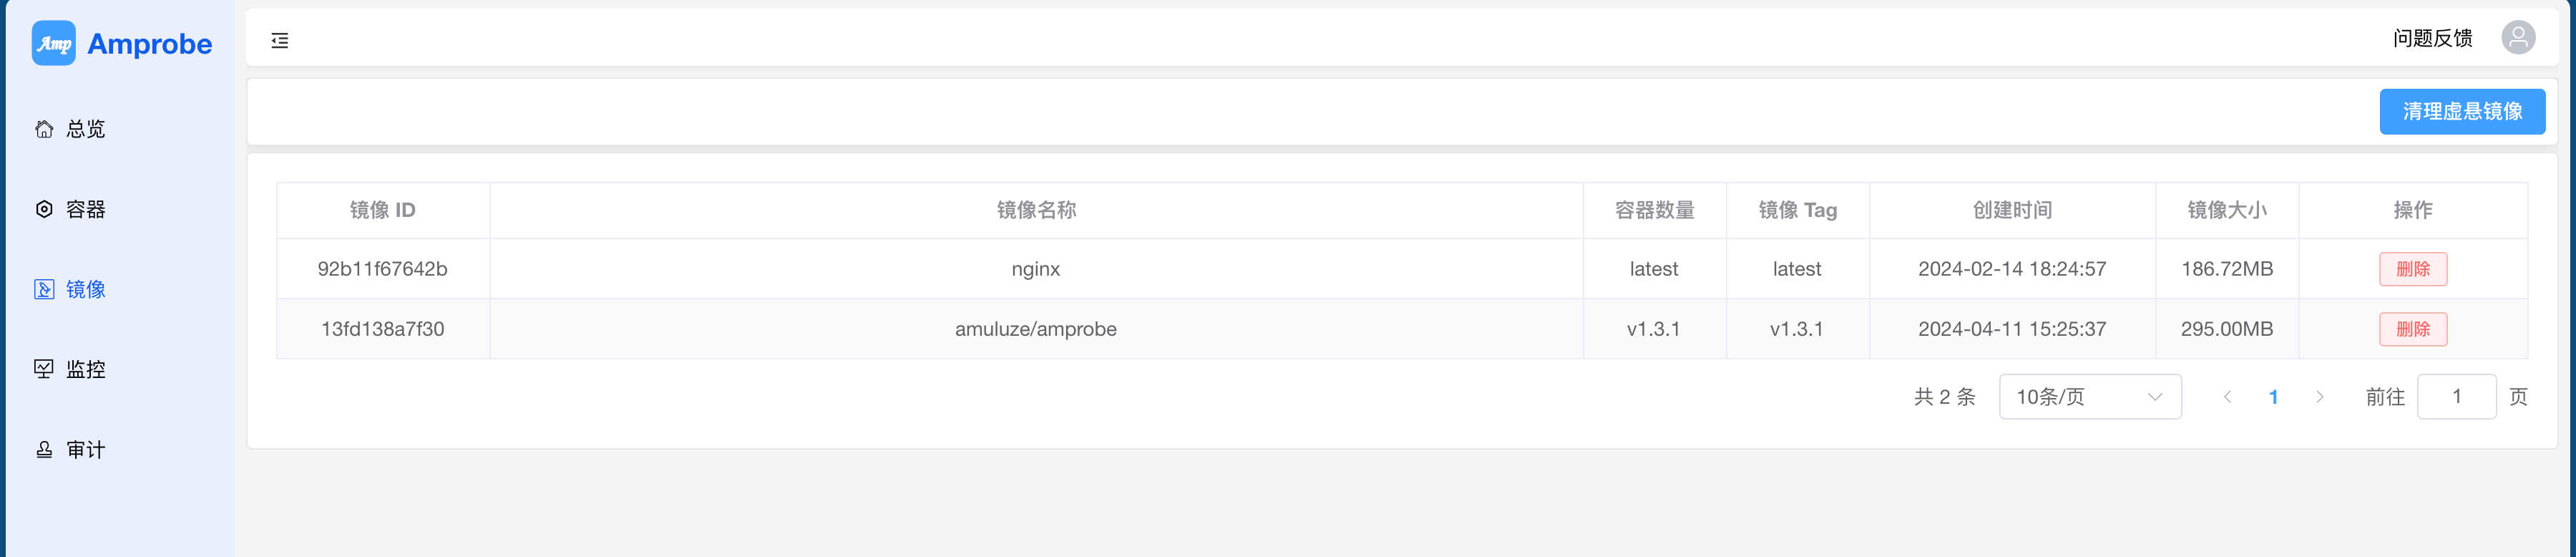 Amp Amprobe
问题反馈
总览
容器
镜像
监控
审计
清理虚悬镜像
镜像 ID 镜像名称 容器数量 镜像 Tag 创建时间 镜像大小 操作
92b11f67642b nginx latest latest 2024-02-14 18:24:57 186.72MB 删除
13fd138a7f30 amuluze/amprobe v1.3.1 v1.3.1 2024-04-11 15:25:37 295.00MB 删除
共 2 条 10条/页 1 前往 1 页